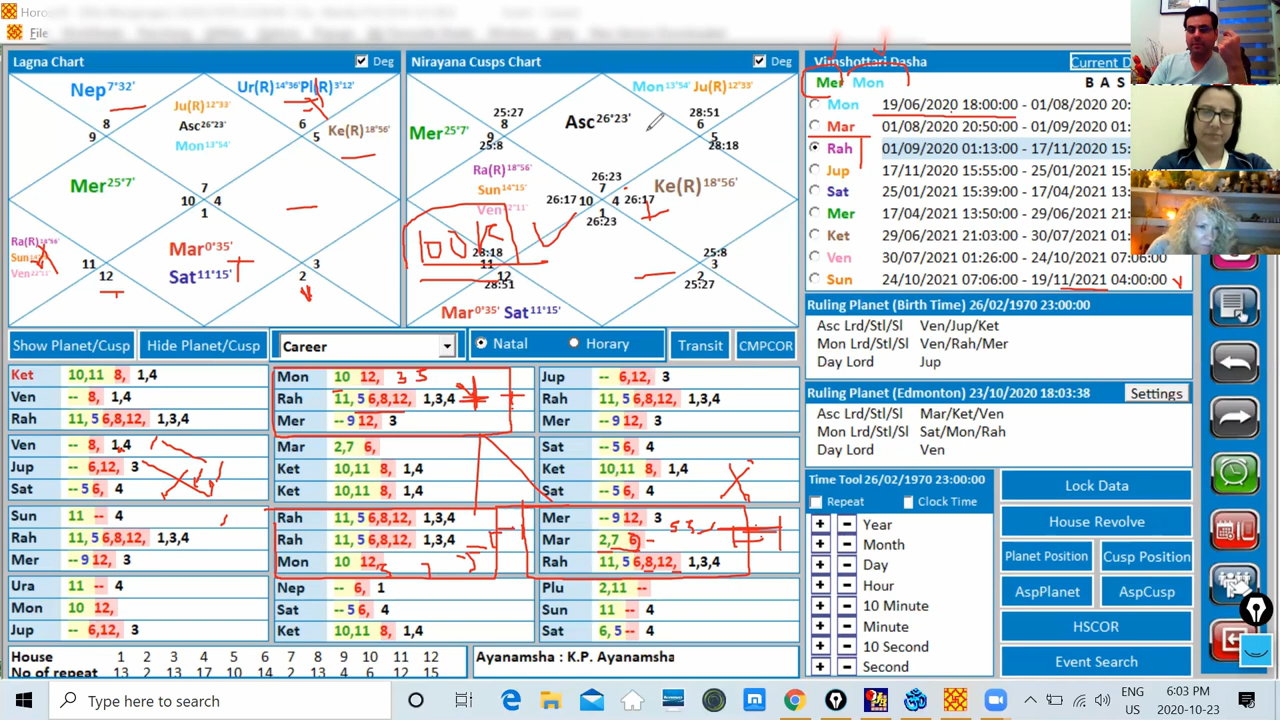 Horos
File
Lagna Chart
Deg
Nep 7°32'
Ur(R) 14°36' Pl(R) 3°12'
Ju(R) 12°33'
Asc 26°23'
Mon 13°54'
8
6
9
5
Ke(R) 18°56'
Mer 25°7'
7
10 4
1
Ra(R) 18°56'
Sun 14°15'
Ven 22°11'
Mar 0°35'
Sat 11°15'
11
3
12
2
Nirayana Cusps Chart
Deg
Mon 13°54' Ju(R) 12°33'
25:27
8
Asc 26°23'
28:51
6
Mer 25°7'
9
25:8
5
28:18
Ra(R) 18°56'
Sun 14°15'
26:23
7
Ke(R) 18°56'
26:17 10 4 26:17
1
26:23
100K
28:18
11
12
28:51
25:8
3
2
25:27
Mar 0°35' Sat 11°15'
Vimshottari Dasha
Current D
Mer Mon
B A S
Mon 19/06/2020 18:00:00 - 01/08/2020 20:
Mar 01/08/2020 20:50:00 - 01/09/2020 01:
Rah 01/09/2020 01:13:00 - 17/11/2020 15:
Jup 17/11/2020 15:55:00 - 25/01/2021 15:
Sat 25/01/2021 15:39:00 - 17/04/2021 13:
Mer 17/04/2021 13:50:00 - 29/06/2021 21:
Ket 29/06/2021 21:03:00 - 30/07/2021 01:
Ven 30/07/2021 01:26:00 - 24/10/2021 07:06:00
Sun 24/10/2021 07:06:00 - 19/11/2021 04:00:00
Ruling Planet (Birth Time) 26/02/1970 23:00:00
Asc Lrd/Stl/Sl Ven/Jup/Ket
Mon Lrd/Stl/Sl Ven/Rah/Mer
Day Lord Jup
Ruling Planet (Edmonton) 23/10/2020 18:03:38
Settings
Asc Lrd/Stl/Sl Mar/Ket/Ven
Mon Lrd/Stl/Sl Sat/Mon/Rah
Day Lord Ven
Show Planet/Cusp
Hide Planet/Cusp
Career
Natal
Horary
Transit
CMPCOR
Ket 10,11 8, 1,4
Ven -- 8, 1,4
Rah 11, 5 6,8,12, 1,3,4
Mon 10 12, 3 5
Rah 11, 5 6,8,12, 1,3,4
Mer -- 9 12, 3
Jup -- 6,12, 3
Rah 11, 5 6,8,12, 1,3,4
Mer -- 9 12, 3
Ven -- 8, 1,4
Jup -- 6,12, 3
Sat -- 5 6, 4
Mar 2,7 6,
Ket 10,11 8, 1,4
Ket 10,11 8, 1,4
Sat -- 5 6, 4
Ket 10,11 8, 1,4
Sat -- 5 6, 4
Sun 11 -- 4
Rah 11, 5 6,8,12, 1,3,4
Mer -- 9 12, 3
Rah 11, 5 6,8,12, 1,3,4
Rah 11, 5 6,8,12, 1,3,4
Mon 10 12,
Mer -- 9 12, 3
Mar 2,7 6
Rah 11, 5 6,8,12, 1,3,4
Ura 11 -- 4
Mon 10 12,
Jup -- 6,12, 3
Nep -- 6, 1
Sat -- 5 6, 4
Ket 10,11 8, 1,4
Plu 2,11 --
Sun 11 -- 4
Sat 6, 5 -- 4
House 1 2 3 4 5 6 7 8 9 10 11 12
No of repeat 13 2 13 17 10 17 2 13 4 6 12 15
Ayanamsha : K.P. Ayanamsha
Time Tool 26/02/1970 23:00:00
Repeat
Clock Time
+ - Year
+ - Month
+ - Day
+ - Hour
+ - 10 Minute
+ - Minute
+ - 10 Second
+ - Second
Lock Data
House Revolve
Planet Position
Cusp Position
AspPlanet
AspCusp
HSCOR
Event Search
Type here to search
ENG
US
6:03 PM
2020-10-23